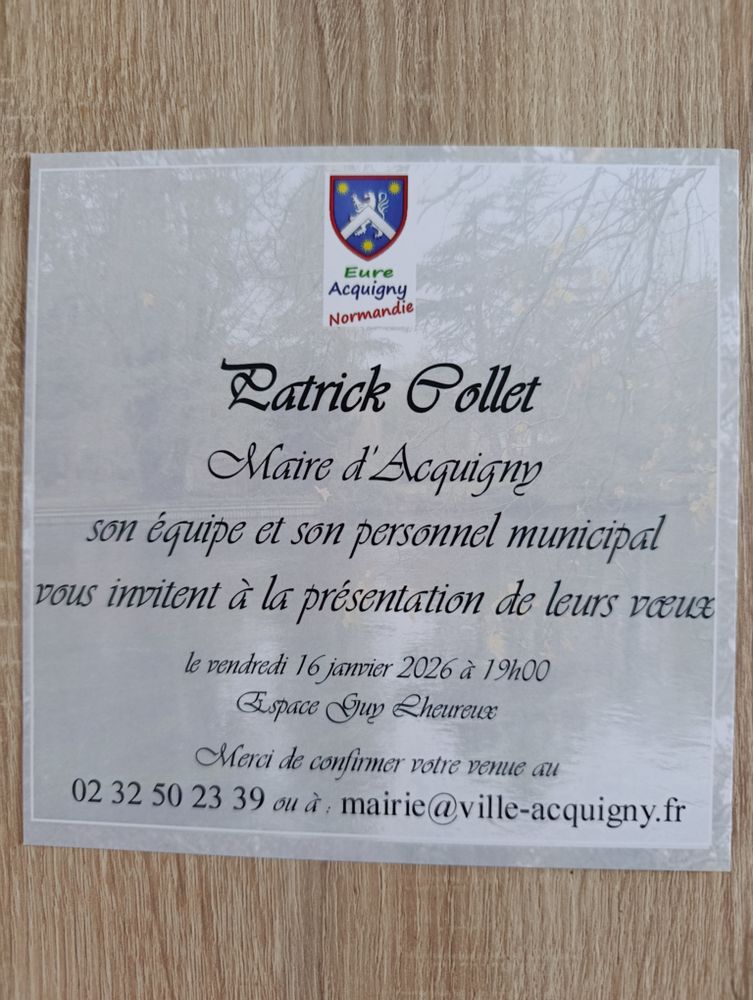 Eure
Acquigny
Normandie
Patrick Collet
Maire d'Acquigny
son équipe et son personnel municipal
vous invitent à la présentation de leurs vœux
le vendredi 16 janvier 2026 à 19h00
Espace Guy Lheureux
Merci de confirmer votre venue au
02 32 50 23 39 ou à : mairie@ville-acquigny.fr